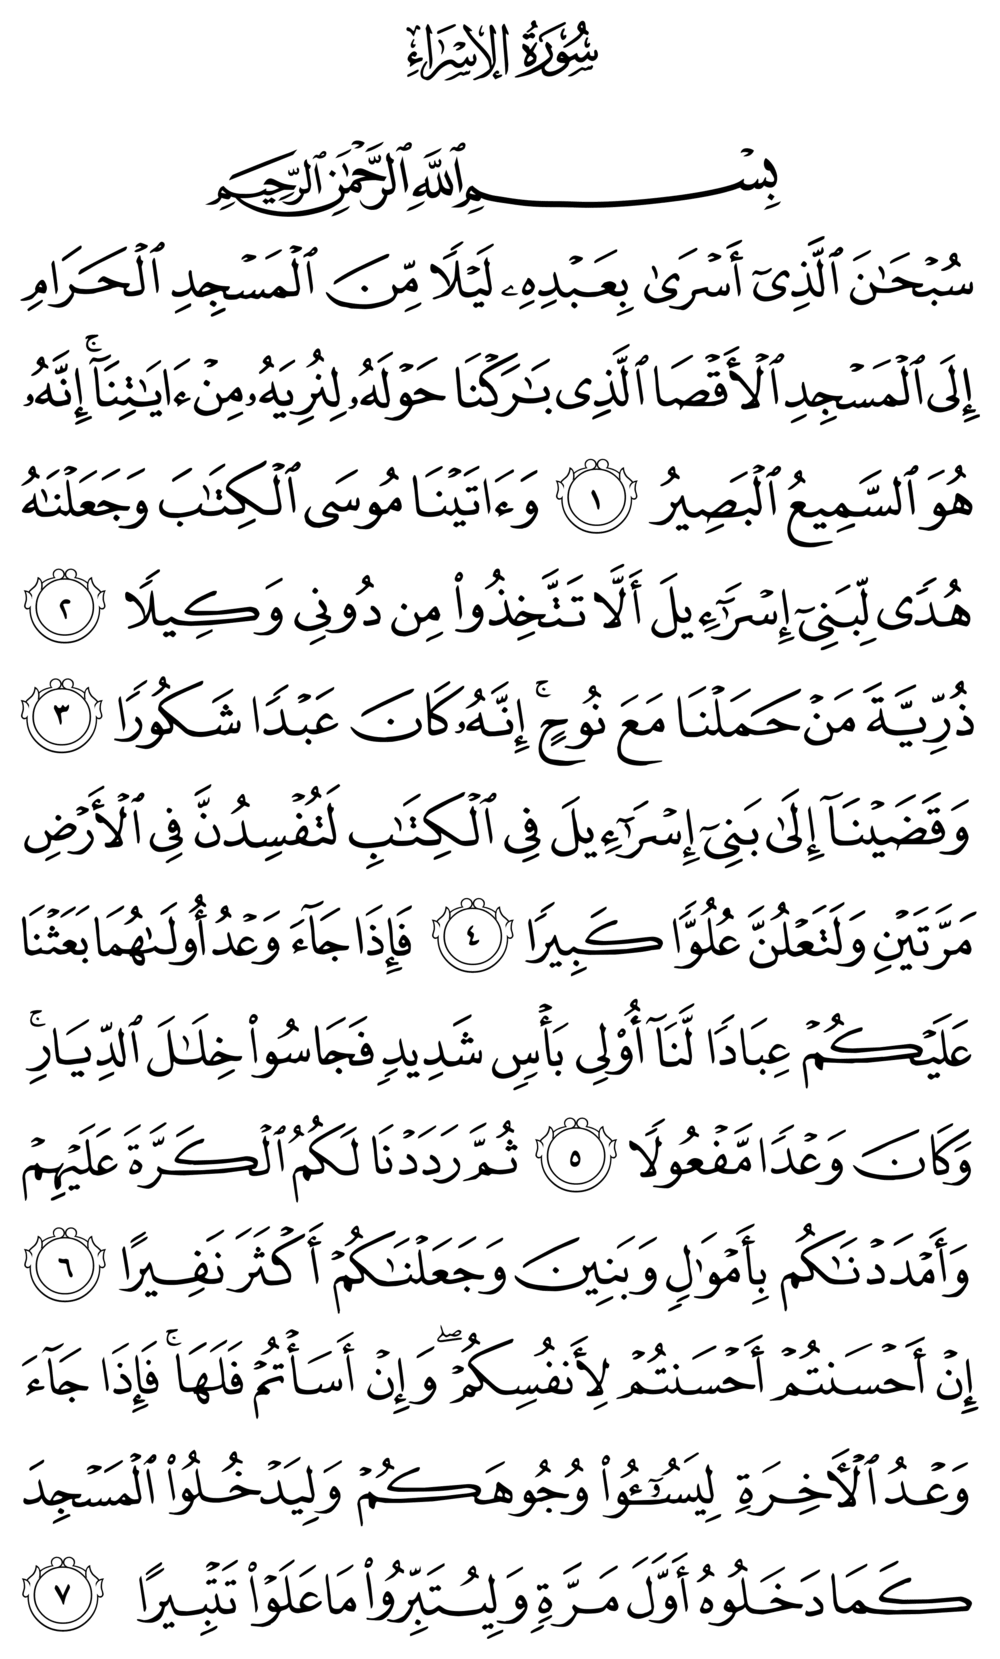 سُورَةُ الإِسۡرَاءِ
بِسۡمِ ٱللَّهِ ٱلرَّحۡمَٰنِ ٱلرَّحِيمِ
سُبۡحَٰنَ ٱلَّذِيٓ أَسۡرَىٰ بِعَبۡدِهِۦ لَيۡلٗا مِّنَ ٱلۡمَسۡجِدِ ٱلۡحَرَامِ
إِلَى ٱلۡمَسۡجِدِ ٱلۡأَقۡصَا ٱلَّذِي بَٰرَكۡنَا حَوۡلَهُۥ لِنُرِيَهُۥ مِنۡ ءَايَٰتِنَآۚ إِنَّهُۥ
هُوَ ٱلسَّمِيعُ ٱلۡبَصِيرُ ١ وَءَاتَيۡنَا مُوسَى ٱلۡكِتَٰبَ وَجَعَلۡنَٰهُ
هُدٗى لِّبَنِيٓ إِسۡرَٰٓءِيلَ أَلَّا تَتَّخِذُواْ مِن دُونِي وَكِيلٗا ٢
ذُرِّيَّةَ مَنۡ حَمَلۡنَا مَعَ نُوحٍۚ إِنَّهُۥ كَانَ عَبۡدٗا شَكُورٗا ٣
وَقَضَيۡنَآ إِلَىٰ بَنِيٓ إِسۡرَٰٓءِيلَ فِي ٱلۡكِتَٰبِ لَتُفۡسِدُنَّ فِي ٱلۡأَرۡضِ
مَرَّتَيۡنِ وَلَتَعۡلُنَّ عُلُوّٗا كَبِيرٗا ٤ فَإِذَا جَآءَ وَعۡدُ أُولَىٰهُمَا بَعَثۡنَا
عَلَيۡكُمۡ عِبَادٗا لَّنَآ أُوْلِي بَأۡسٖ شَدِيدٖ فَجَاسُواْ خِلَٰلَ ٱلدِّيَارِۚ
وَكَانَ وَعۡدٗا مَّفۡعُولٗا ٥ ثُمَّ رَدَدۡنَا لَكُمُ ٱلۡكَرَّةَ عَلَيۡهِمۡ
وَأَمۡدَدۡنَٰكُم بِأَمۡوَٰلٖ وَبَنِينَ وَجَعَلۡنَٰكُمۡ أَكۡثَرَ نَفِيرًا ٦
إِنۡ أَحۡسَنتُمۡ أَحۡسَنتُمۡ لِأَنفُسِكُمۡۖ وَإِنۡ أَسَأۡتُمۡ فَلَهَاۚ فَإِذَا جَآءَ
وَعۡدُ ٱلۡأٓخِرَةِ لِيَسُـُٔواْ وُجُوهَكُمۡ وَلِيَدۡخُلُواْ ٱلۡمَسۡجِدَ
كَمَا دَخَلُوهُ أَوَّلَ مَرَّةٖ وَلِيُتَبِّرُواْ مَا عَلَوۡاْ تَتۡبِيرًا ٧